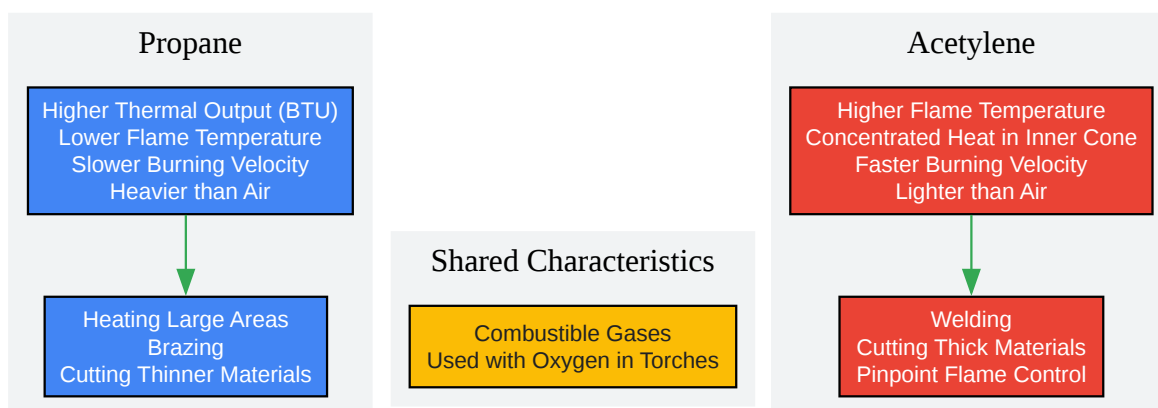 Propane
Higher Thermal Output (BTU)
Lower Flame Temperature
Slower Burning Velocity
Heavier than Air
Heating Large Areas
Brazing
Cutting Thinner Materials
Shared Characteristics
Combustible Gases
Used with Oxygen in Torches
Acetylene
Higher Flame Temperature
Concentrated Heat in Inner Cone
Faster Burning Velocity
Lighter than Air
Welding
Cutting Thick Materials
Pinpoint Flame Control